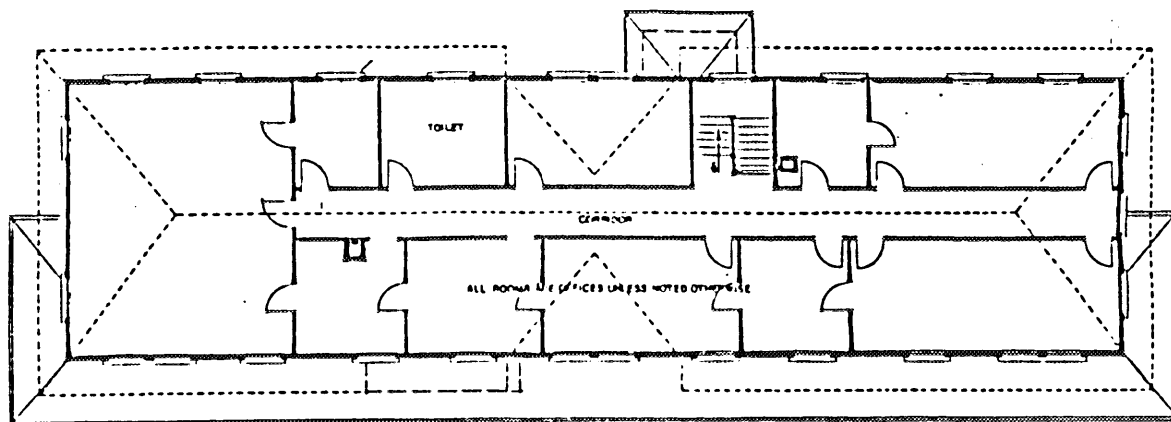 TOILET
CORRIDOR
ALL ROOMS ARE OFFICES UNLESS NOTED OTHERWISE